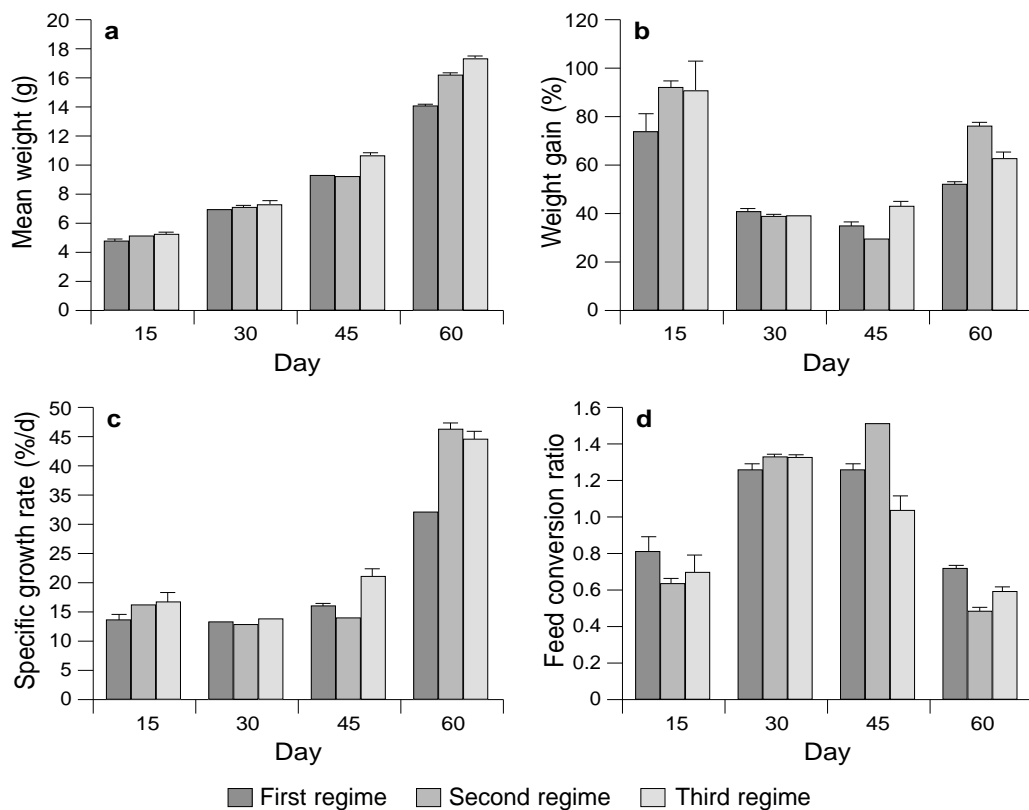 a
Mean weight (g)
20
18
16
14
12
10
8
6
4
2
0
15 30 45 60
Day
b
Weight gain (%)
120
100
80
60
40
20
0
15 30 45 60
Day
c
Specific growth rate (%/d)
50
45
40
35
30
25
20
15
10
5
0
15 30 45 60
Day
d
Feed conversion ratio
1.6
1.4
1.2
1.0
0.8
0.6
0.4
0.2
0
15 30 45 60
Day
First regime Second regime Third regime